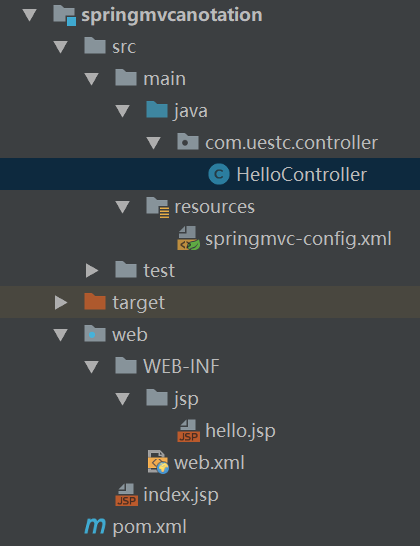 springmvcanotation
src
main
java
com.uestc.controller
HelloController
resources
springmvc-config.xml
test
target
web
WEB-INF
jsp
hello.jsp
web.xml
index.jsp
pom.xml